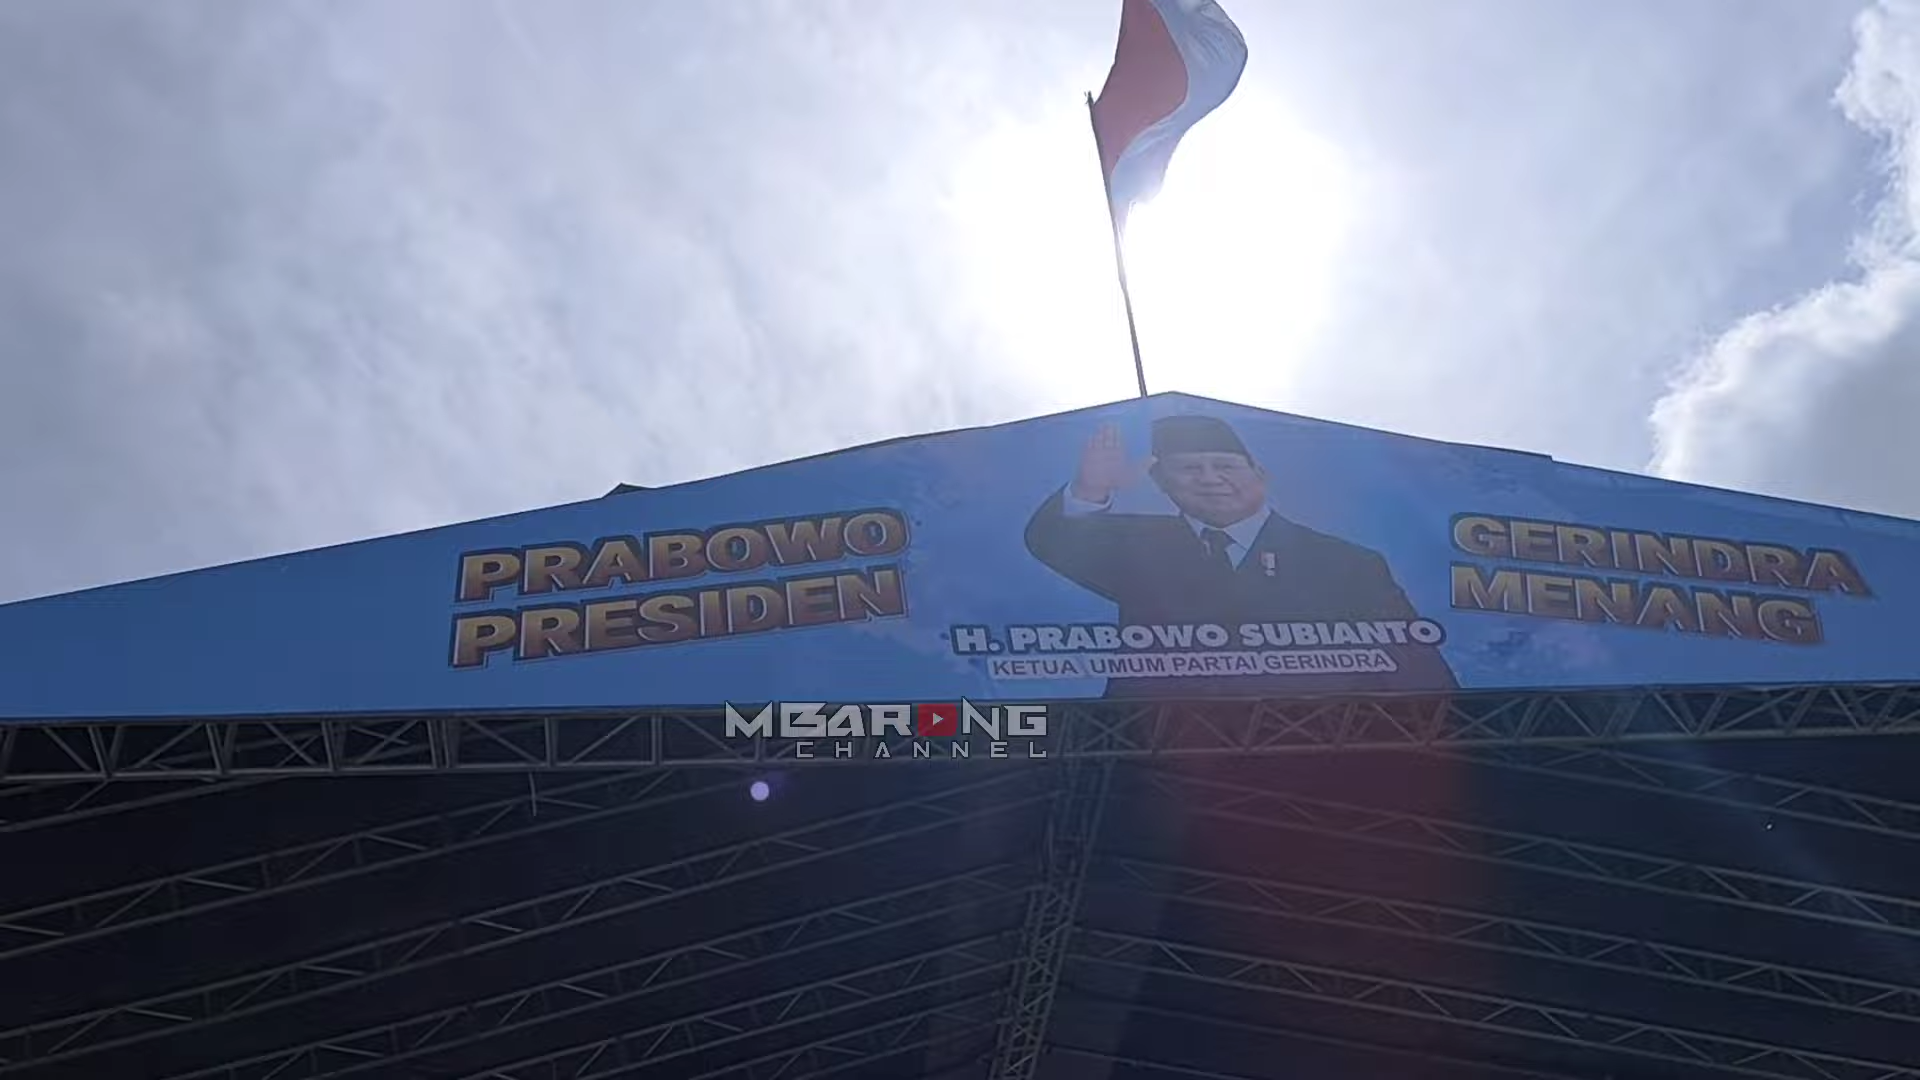 PRABOWO
PRESIDEN
H. PRABOWO SUBIANTO
KETUA UMUM PARTAI GERINDRA
GERINDRA
MENANG
MBARONG
CHANNEL